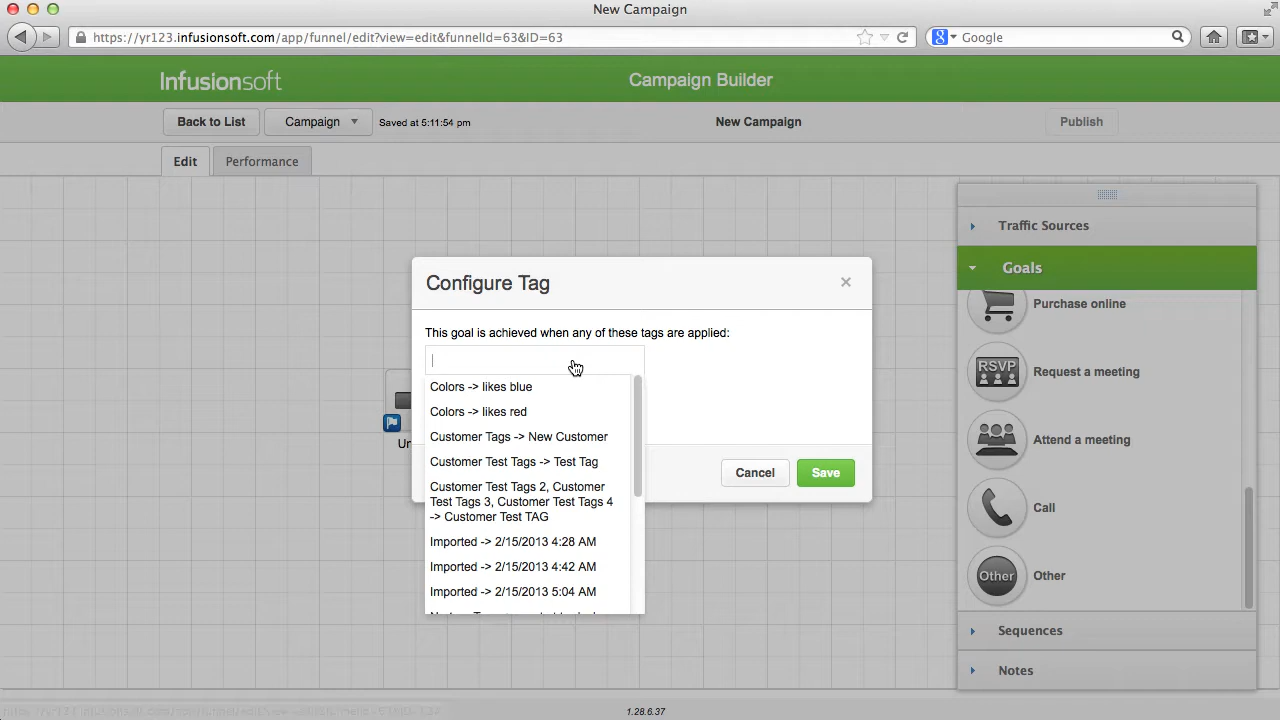 New Campaign
https://yr123.infusionsoft.com/app/funnel/edit?view=edit&funnelId=63&ID=63
Google
Infusionsoft
Campaign Builder
Back to List
Campaign
Saved at 5:11:54 pm
New Campaign
Publish
Edit
Performance
Traffic Sources
Goals
Purchase online
RSVP
Request a meeting
Attend a meeting
Call
Other
Other
Sequences
Notes
Configure Tag
×
This goal is achieved when any of these tags are applied:
Colors -> likes blue
Colors -> likes red
Customer Tags -> New Customer
Customer Test Tags -> Test Tag
Customer Test Tags 2, Customer
Test Tags 3, Customer Test Tags 4
-> Customer Test TAG
Imported -> 2/15/2013 4:28 AM
Imported -> 2/15/2013 4:42 AM
Imported -> 2/15/2013 5:04 AM
Cancel
Save
1.28.6.37